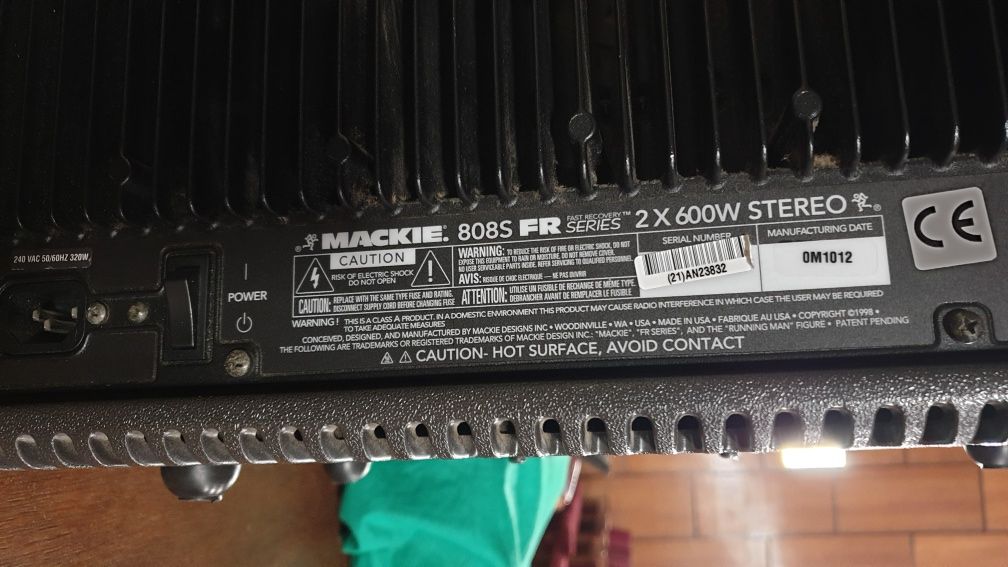 MACKIE. 808S FR FAST RECOVERY SERIES™ 2 X 600W STEREO
240 VAC 50/60HZ 320W
POWER
CAUTION
RISK OF ELECTRIC SHOCK
DO NOT OPEN
CAUTION: REPLACE WITH THE SAME TYPE FUSE AND RATING.
DISCONNECT SUPPLY CORD BEFORE CHANGING FUSE
WARNING: TO REDUCE THE RISK OF FIRE OR ELECTRIC SHOCK, DO NOT
EXPOSE THIS EQUIPMENT TO RAIN OR MOISTURE. DO NOT REMOVE COVER.
NO USER SERVICEABLE PARTS INSIDE. REFER SERVICING TO QUALIFIED PERSONNEL.
AVIS: RISQUE DE CHOC ELECTRIQUE — NE PAS OUVRIR
ATTENTION: UTILISE UN FUSIBLE DE RECHANGE DE MÊME TYPE.
DEBRANCHER AVANT DE REMPLACER LE FUSIBLE
SERIAL NUMBER
(21)AN23832
MANUFACTURING DATE
0M1012
CE
WARNING! THIS IS A CLASS A PRODUCT. IN A DOMESTIC ENVIRONMENT THIS PRODUCT MAY CAUSE RADIO INTERFERENCE IN WHICH CASE THE USER MAY BE REQUIRED
TO TAKE ADEQUATE MEASURES
CONCEIVED, DESIGNED, AND MANUFACTURED BY MACKIE DESIGNS INC • WOODINVILLE • WA • USA • MADE IN USA • FABRIQUE AU USA • COPYRIGHT ©1998 •
THE FOLLOWING ARE TRADEMARKS OR REGISTERED TRADEMARKS OF MACKIE DESIGN INC. - "MACKIE", "FR SERIES", AND THE "RUNNING MAN" FIGURE • PATENT PENDING
CAUTION- HOT SURFACE, AVOID CONTACT